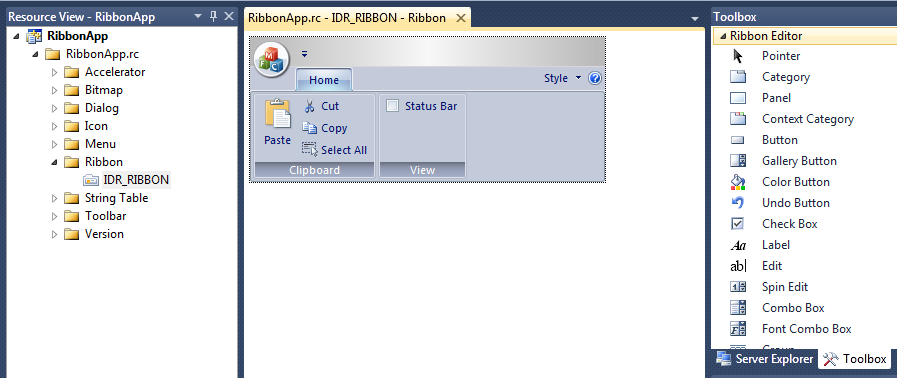 Resource View - RibbonApp
RibbonApp
RibbonApp.rc
Accelerator
Bitmap
Dialog
Icon
Menu
Ribbon
IDR_RIBBON
String Table
Toolbar
Version
RibbonApp.rc - IDR_RIBBON - Ribbon
M
F
C
Home
Style
Paste
Cut
Copy
Select All
Clipboard
Status Bar
View
Toolbox
Ribbon Editor
Pointer
Category
Panel
Context Category
Button
Gallery Button
Color Button
Undo Button
Check Box
Aa Label
ab Edit
Spin Edit
Combo Box
Font Combo Box
Server Explorer
Toolbox